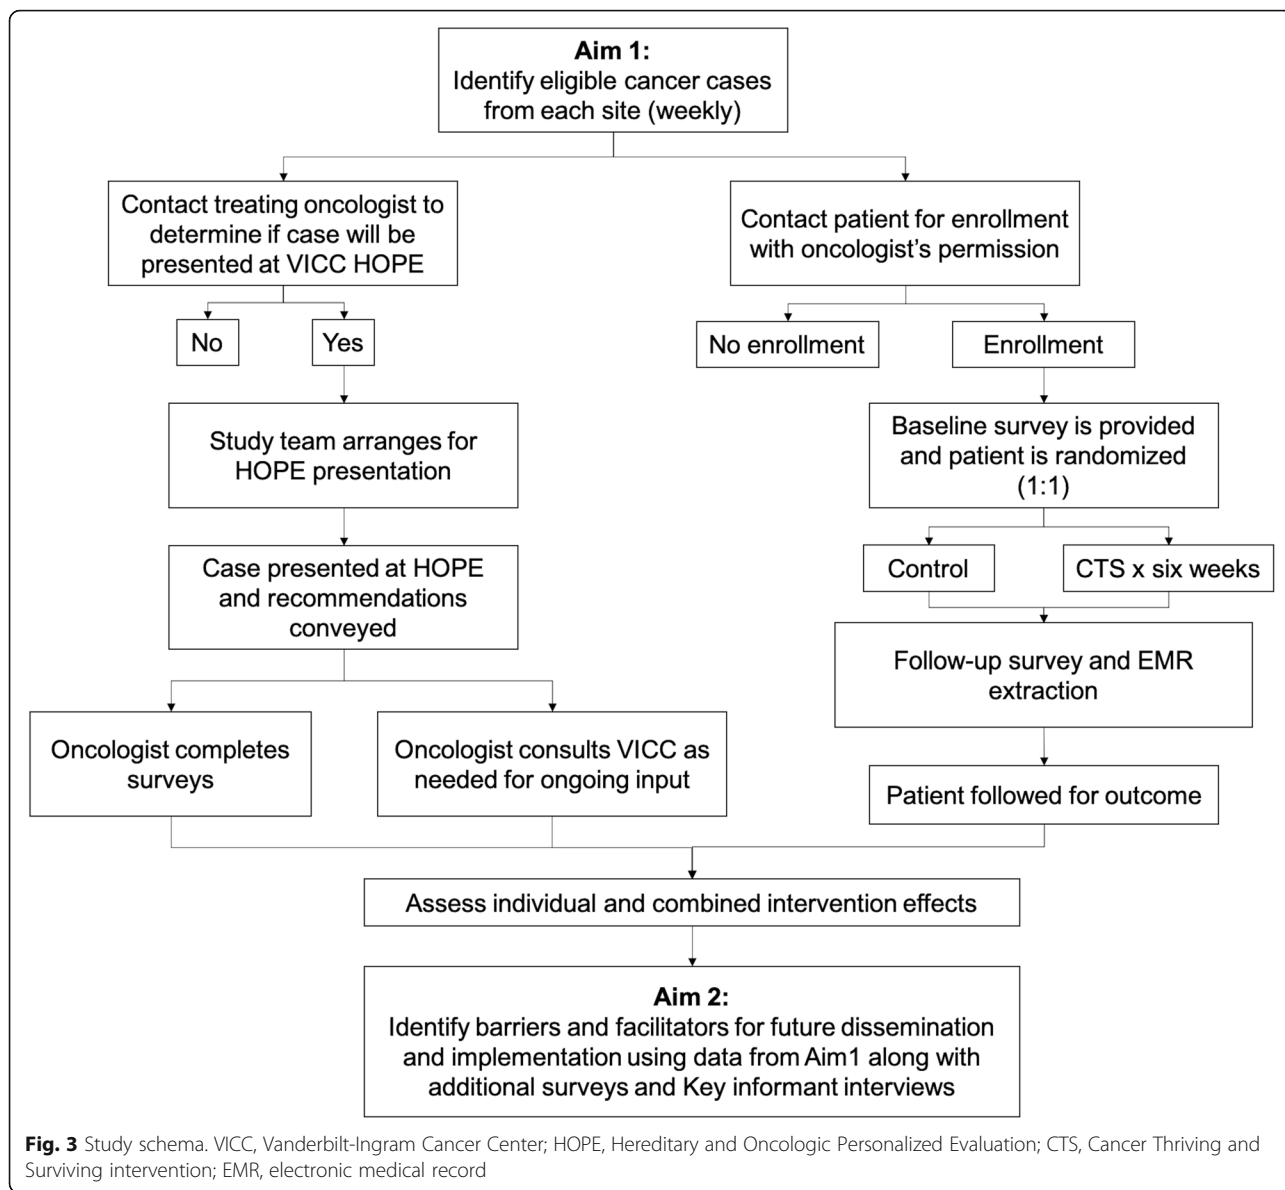 Aim 1:
Identify eligible cancer cases
from each site (weekly)
Contact treating oncologist to
determine if case will be
presented at VICC HOPE
Contact patient for enrollment
with oncologist's permission
No
Yes
No enrollment
Enrollment
Study team arranges for
HOPE presentation
Baseline survey is provided
and patient is randomized
(1:1)
Case presented at HOPE
and recommendations
conveyed
Control
CTS x six weeks
Follow-up survey and EMR
extraction
Oncologist completes
surveys
Oncologist consults VICC as
needed for ongoing input
Patient followed for outcome
Assess individual and combined intervention effects
Aim 2:
Identify barriers and facilitators for future dissemination
and implementation using data from Aim1 along with
additional surveys and Key informant interviews
Fig. 3 Study schema. VICC, Vanderbilt-Ingram Cancer Center; HOPE, Hereditary and Oncologic Personalized Evaluation; CTS, Cancer Thriving and
Surviving intervention; EMR, electronic medical record